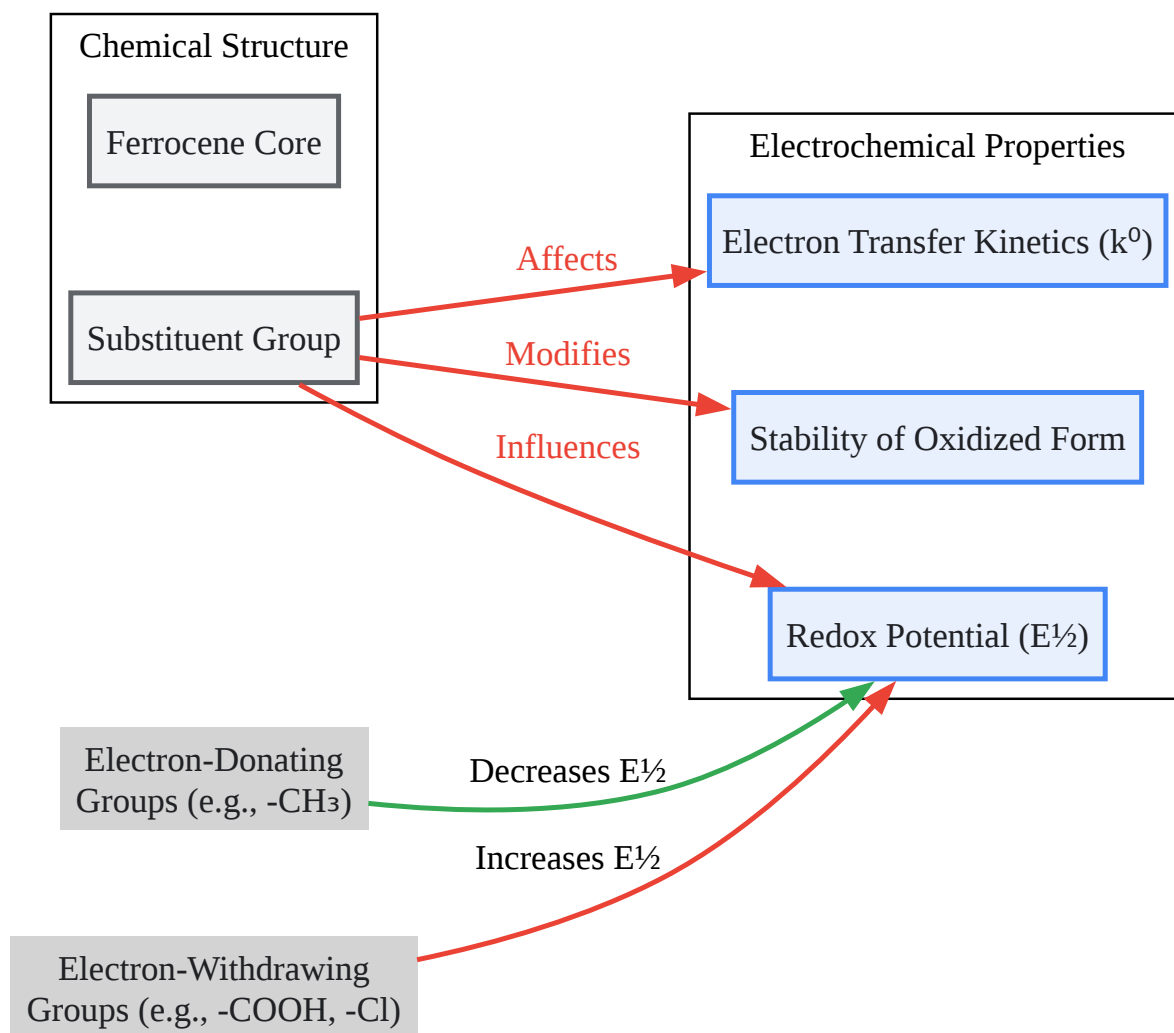 Chemical Structure
Ferrocene Core
Substituent Group
Electrochemical Properties
Electron Transfer Kinetics (k⁰)
Stability of Oxidized Form
Redox Potential (E½)
Affects
Modifies
Influences
Electron-Donating
Groups (e.g., -CH₃)
Decreases E½
Increases E½
Electron-Withdrawing
Groups (e.g., -COOH, -Cl)